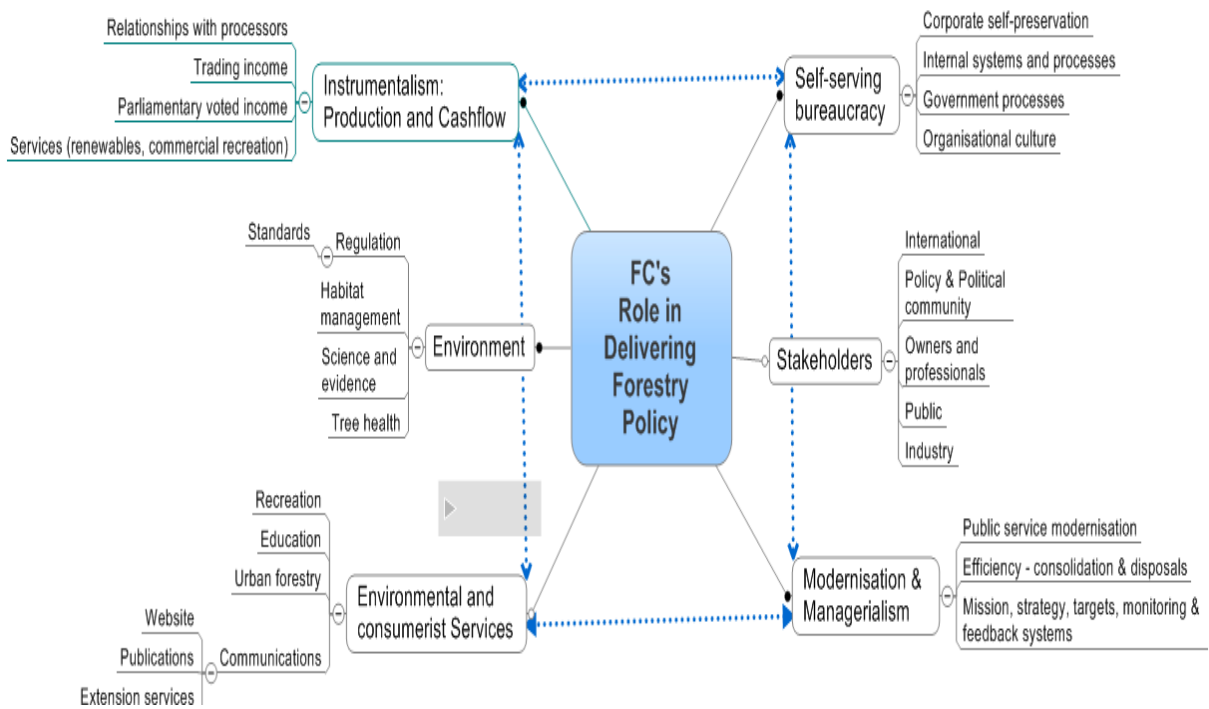 Relationships with processors
Trading income
Parliamentary voted income
Services (renewables, commercial recreation)
Instrumentalism:
Production and Cashflow
Standards
Regulation
Habitat
management
Science and
evidence
Tree health
Environment
Recreation
Education
Urban forestry
Website
Publications
Extension services
Communications
Environmental and
consumerist Services
FC's
Role in
Delivering
Forestry
Policy
Self-serving
bureaucracy
Corporate self-preservation
Internal systems and processes
Government processes
Organisational culture
Stakeholders
International
Policy & Political
community
Owners and
professionals
Public
Industry
Modernisation &
Managerialism
Public service modernisation
Efficiency - consolidation & disposals
Mission, strategy, targets, monitoring &
feedback systems